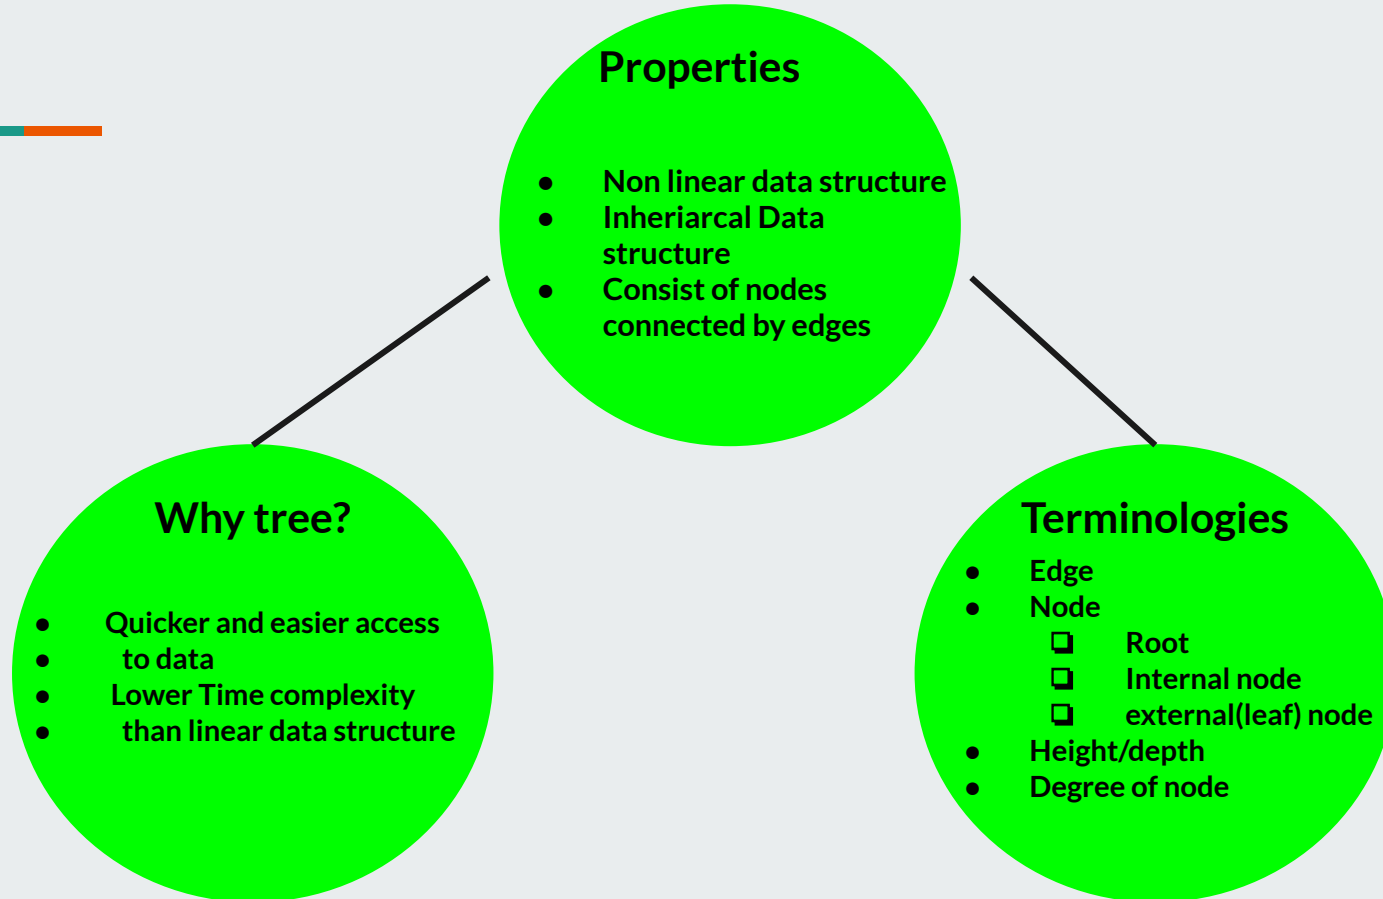 Properties
● Non linear data structure
● Inheriarcal Data
structure
● Consist of nodes
connected by edges
Why tree?
● Quicker and easier access
● to data
● Lower Time complexity
● than linear data structure
Terminologies
● Edge
● Node
❏ Root
❏ Internal node
❏ external(leaf) node
● Height/depth
● Degree of node